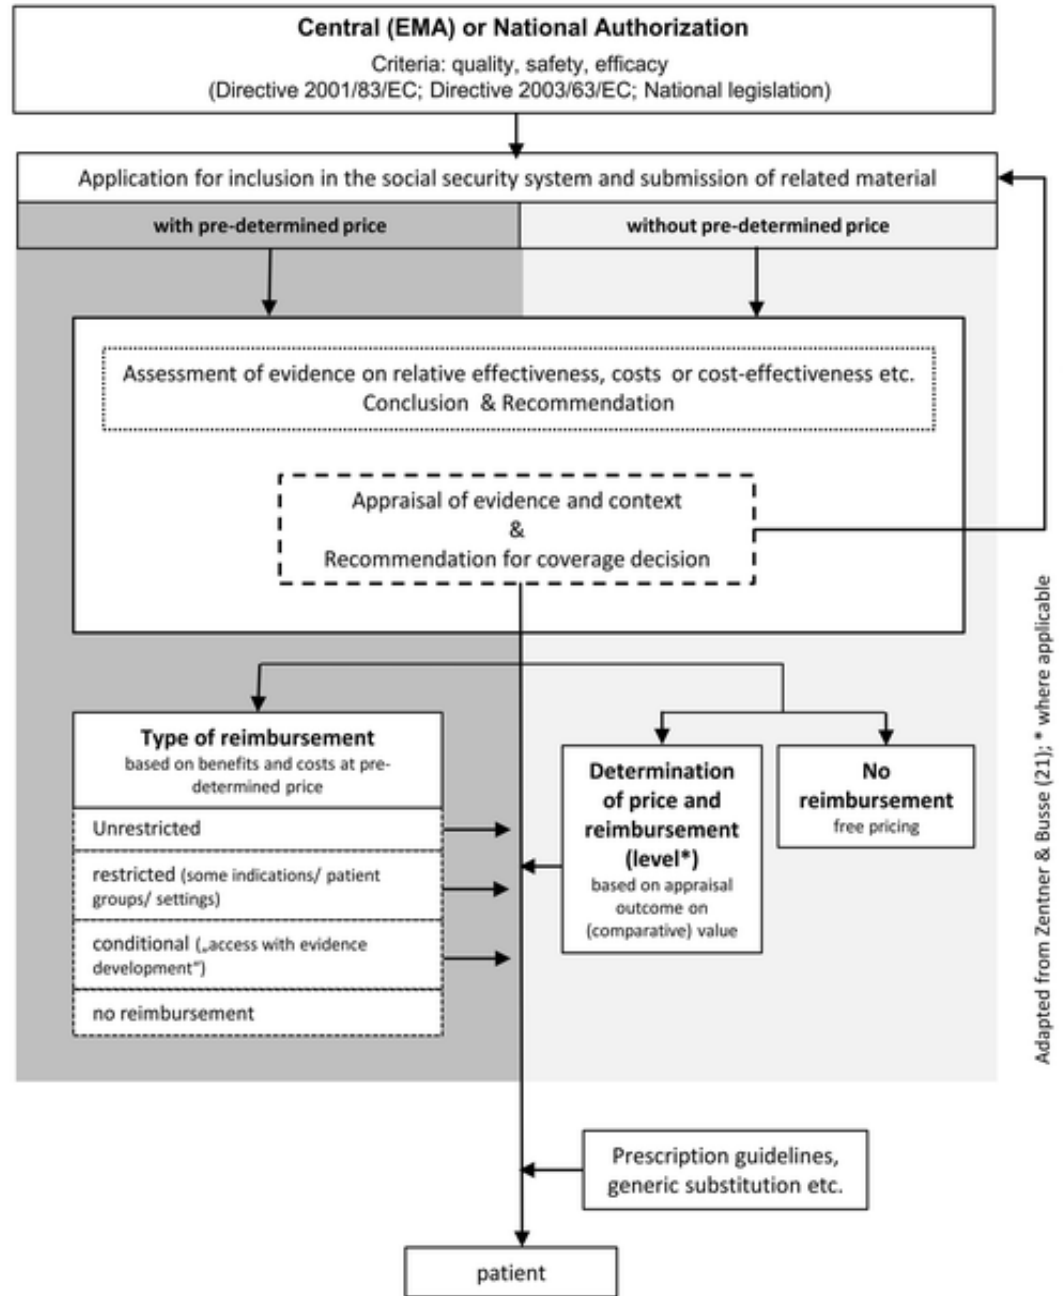 Central (EMA) or National Authorization
Criteria: quality, safety, efficacy
(Directive 2001/83/EC; Directive 2003/63/EC; National legislation)
Application for inclusion in the social security system and submission of related material
with pre-determined price
without pre-determined price
Assessment of evidence on relative effectiveness, costs or cost-effectiveness etc.
Conclusion & Recommendation
Appraisal of evidence and context
&
Recommendation for coverage decision
Type of reimbursement
based on benefits and costs at pre-
determined price
Unrestricted
restricted (some indications/ patient
groups/ settings)
conditional („access with evidence
development“)
no reimbursement
Determination
of price and
reimbursement
(level*)
based on appraisal
outcome on
(comparative) value
No
reimbursement
free pricing
Prescription guidelines,
generic substitution etc.
patient
Adapted from Zentner & Busse (21); * where applicable